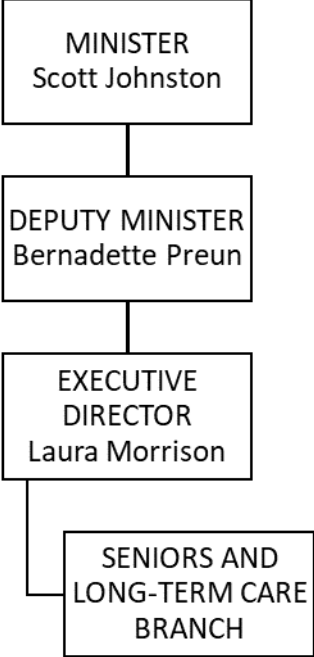 MINISTER
Scott Johnston
DEPUTY MINISTER
Bernadette Preun
EXECUTIVE
DIRECTOR
Laura Morrison
SENIORS AND
LONG-TERM CARE
BRANCH